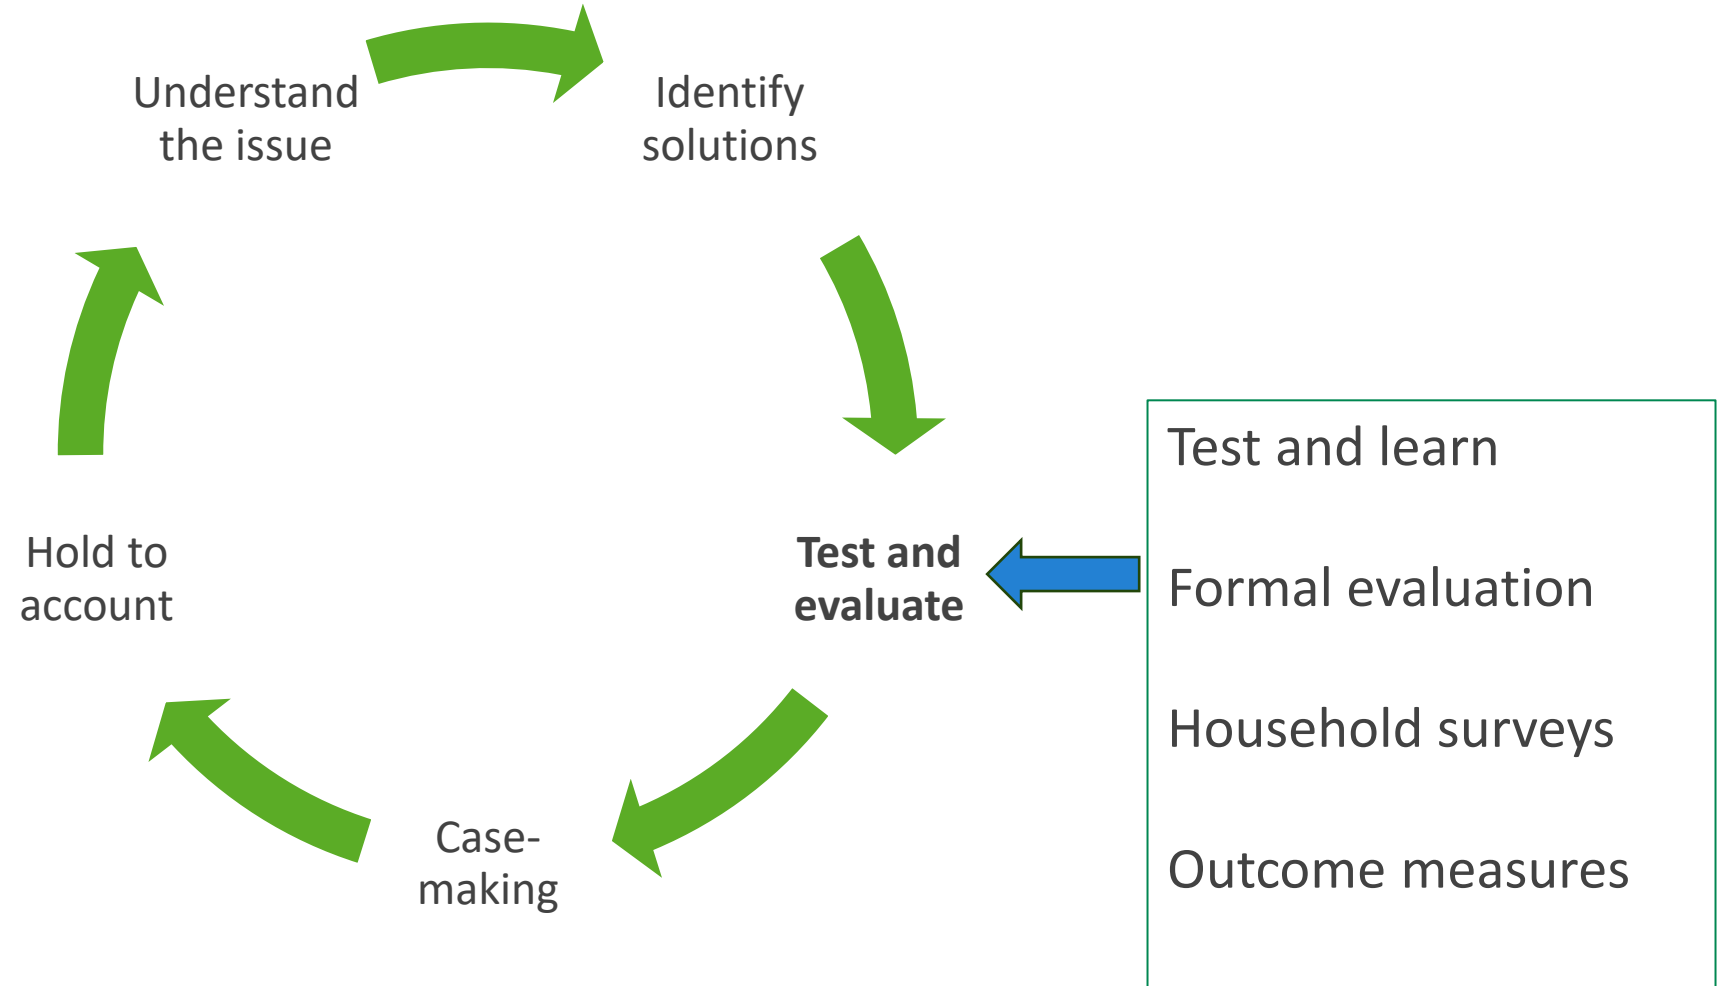 Understand
the issue
Identify
solutions
Test and
evaluate
Case-
making
Hold to
account
Test and learn
Formal evaluation
Household surveys
Outcome measures